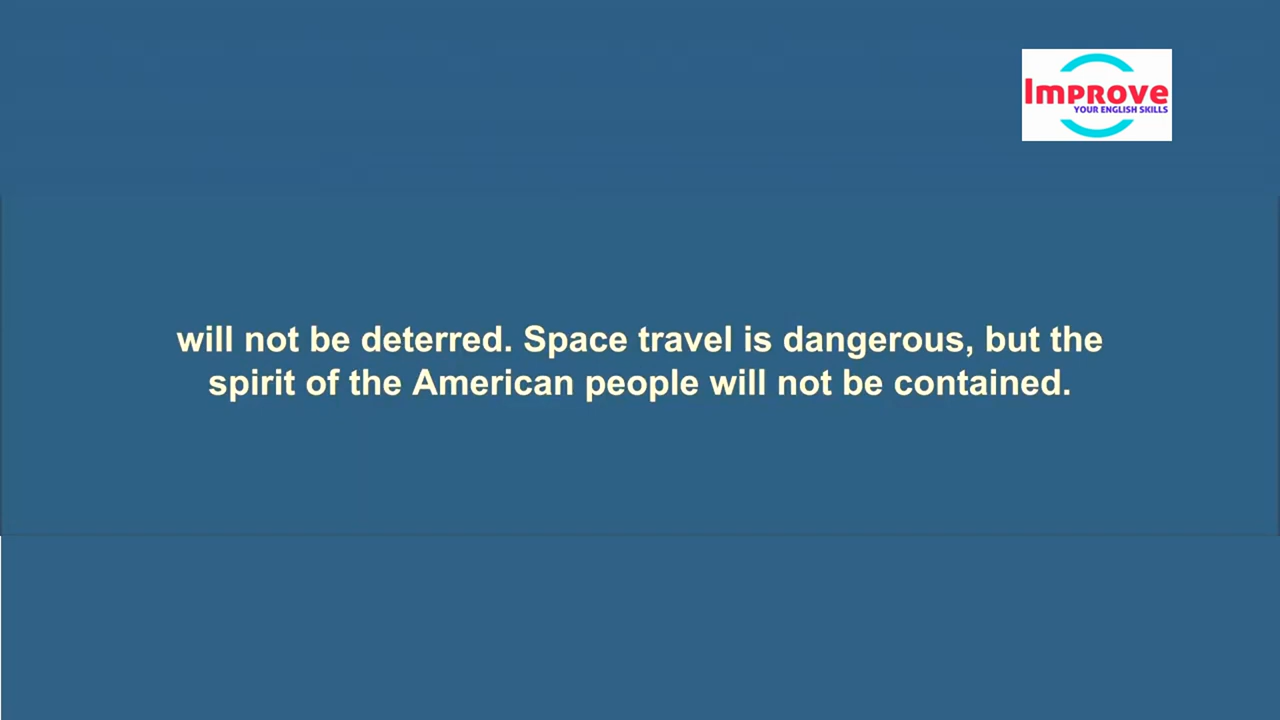 Improve
YOUR ENGLISH SKILLS
will not be deterred. Space travel is dangerous, but the
spirit of the American people will not be contained.